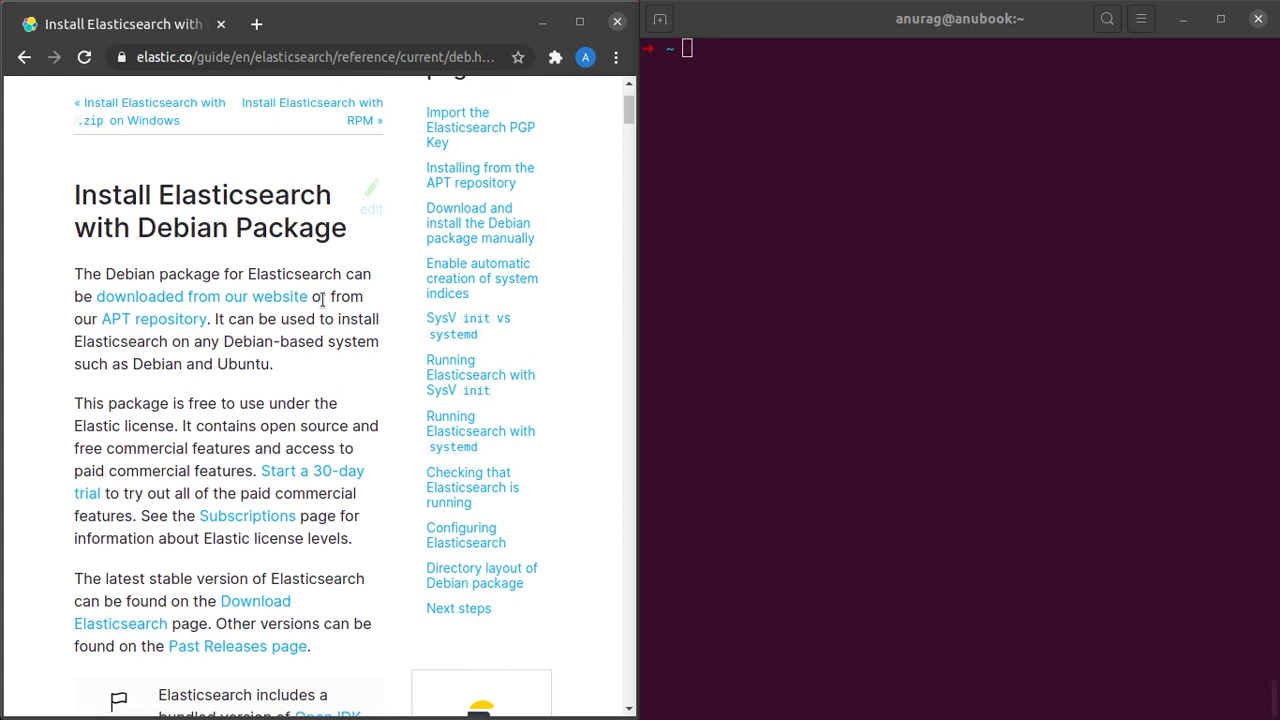 Install Elasticsearch with
elastic.co/guide/en/elasticsearch/reference/current/deb.h...
A
« Install Elasticsearch with
.zip on Windows
Install Elasticsearch with
RPM »
Install Elasticsearch
with Debian Package
edit
The Debian package for Elasticsearch can
be downloaded from our website or from
our APT repository. It can be used to install
Elasticsearch on any Debian-based system
such as Debian and Ubuntu.
This package is free to use under the
Elastic license. It contains open source and
free commercial features and access to
paid commercial features. Start a 30-day
trial to try out all of the paid commercial
features. See the Subscriptions page for
information about Elastic license levels.
The latest stable version of Elasticsearch
can be found on the Download
Elasticsearch page. Other versions can be
found on the Past Releases page.
Elasticsearch includes a
bundled version of OpenJDK
Import the
Elasticsearch PGP
Key
Installing from the
APT repository
Download and
install the Debian
package manually
Enable automatic
creation of system
indices
SysV init vs
systemd
Running
Elasticsearch with
SysV init
Running
Elasticsearch with
systemd
Checking that
Elasticsearch is
running
Configuring
Elasticsearch
Directory layout of
Debian package
Next steps
anurag@anubook:~
➜ ~